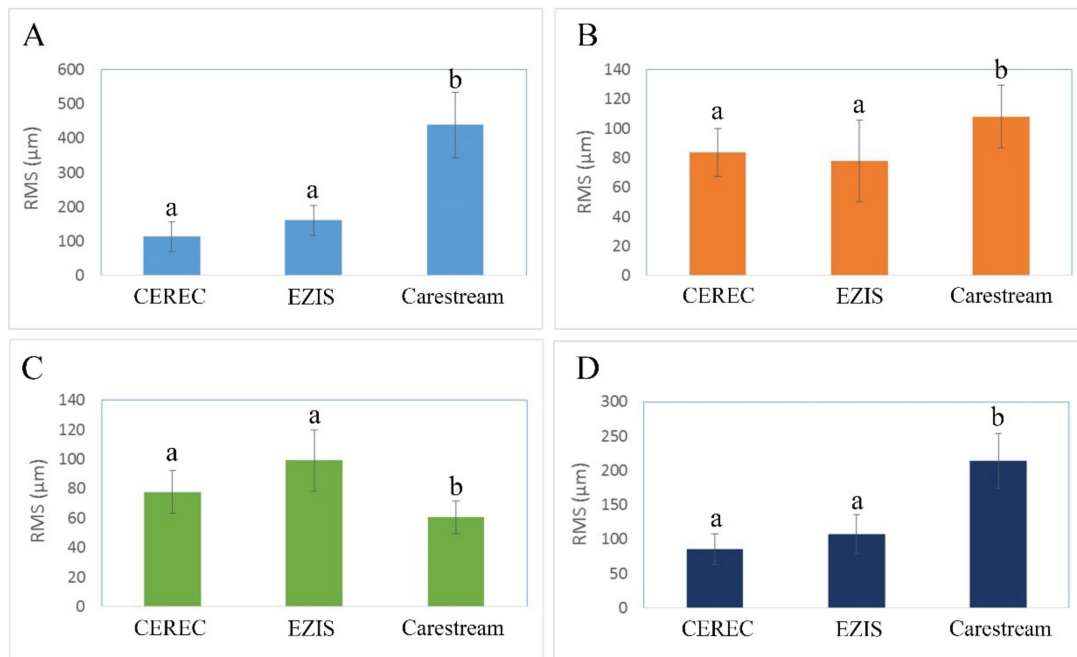 A
RMS (µm)
600
500
400
300
200
100
0
a
a
b
CEREC
EZIS
Carestream
B
RMS (µm)
140
120
100
80
60
40
20
0
a
a
b
CEREC
EZIS
Carestream
C
RMS (µm)
140
120
100
80
60
40
20
0
a
a
b
CEREC
EZIS
Carestream
D
RMS (µm)
300
250
200
150
100
50
0
a
a
b
CEREC
EZIS
Carestream